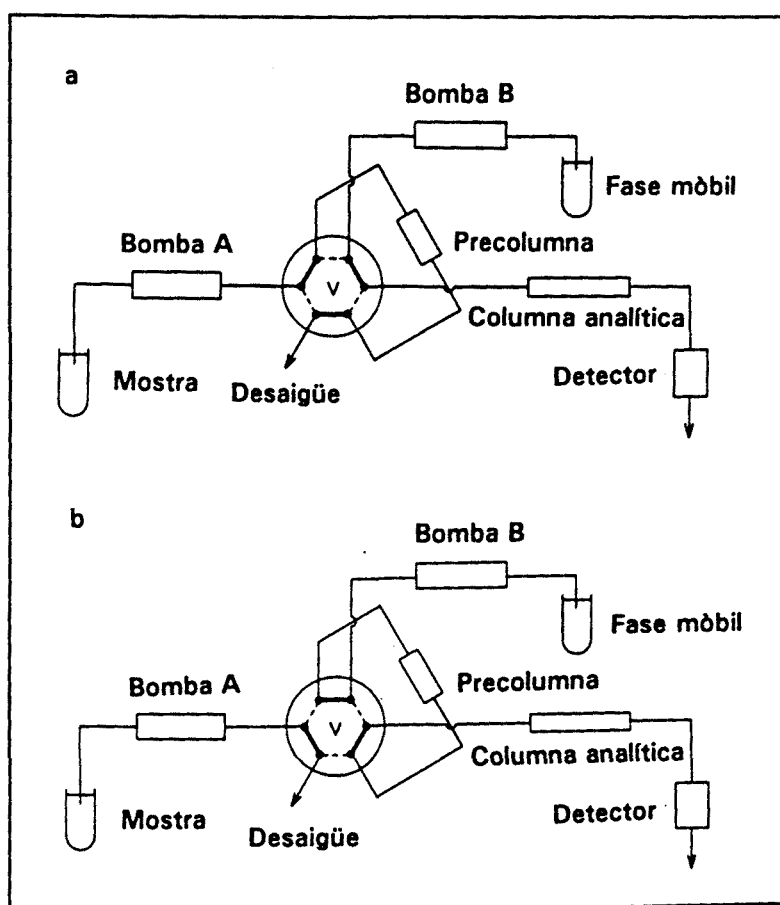 a
Bomba B
Fase mòbil
Bomba A
Precolumna
V
Columna analítica
Mostra
Desaigüe
Detector
b
Bomba B
Fase mòbil
Bomba A
Precolumna
V
Columna analítica
Mostra
Desaigüe
Detector